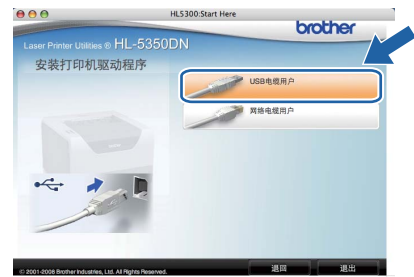 HL5300:Start Here
brother
Laser Printer Utilities ® HL-5350DN
安装打印机驱动程序
USB电缆用户
网络电缆用户
© 2001-2008 Brother Industries, Ltd. All Rights Reserved.
退回
退出